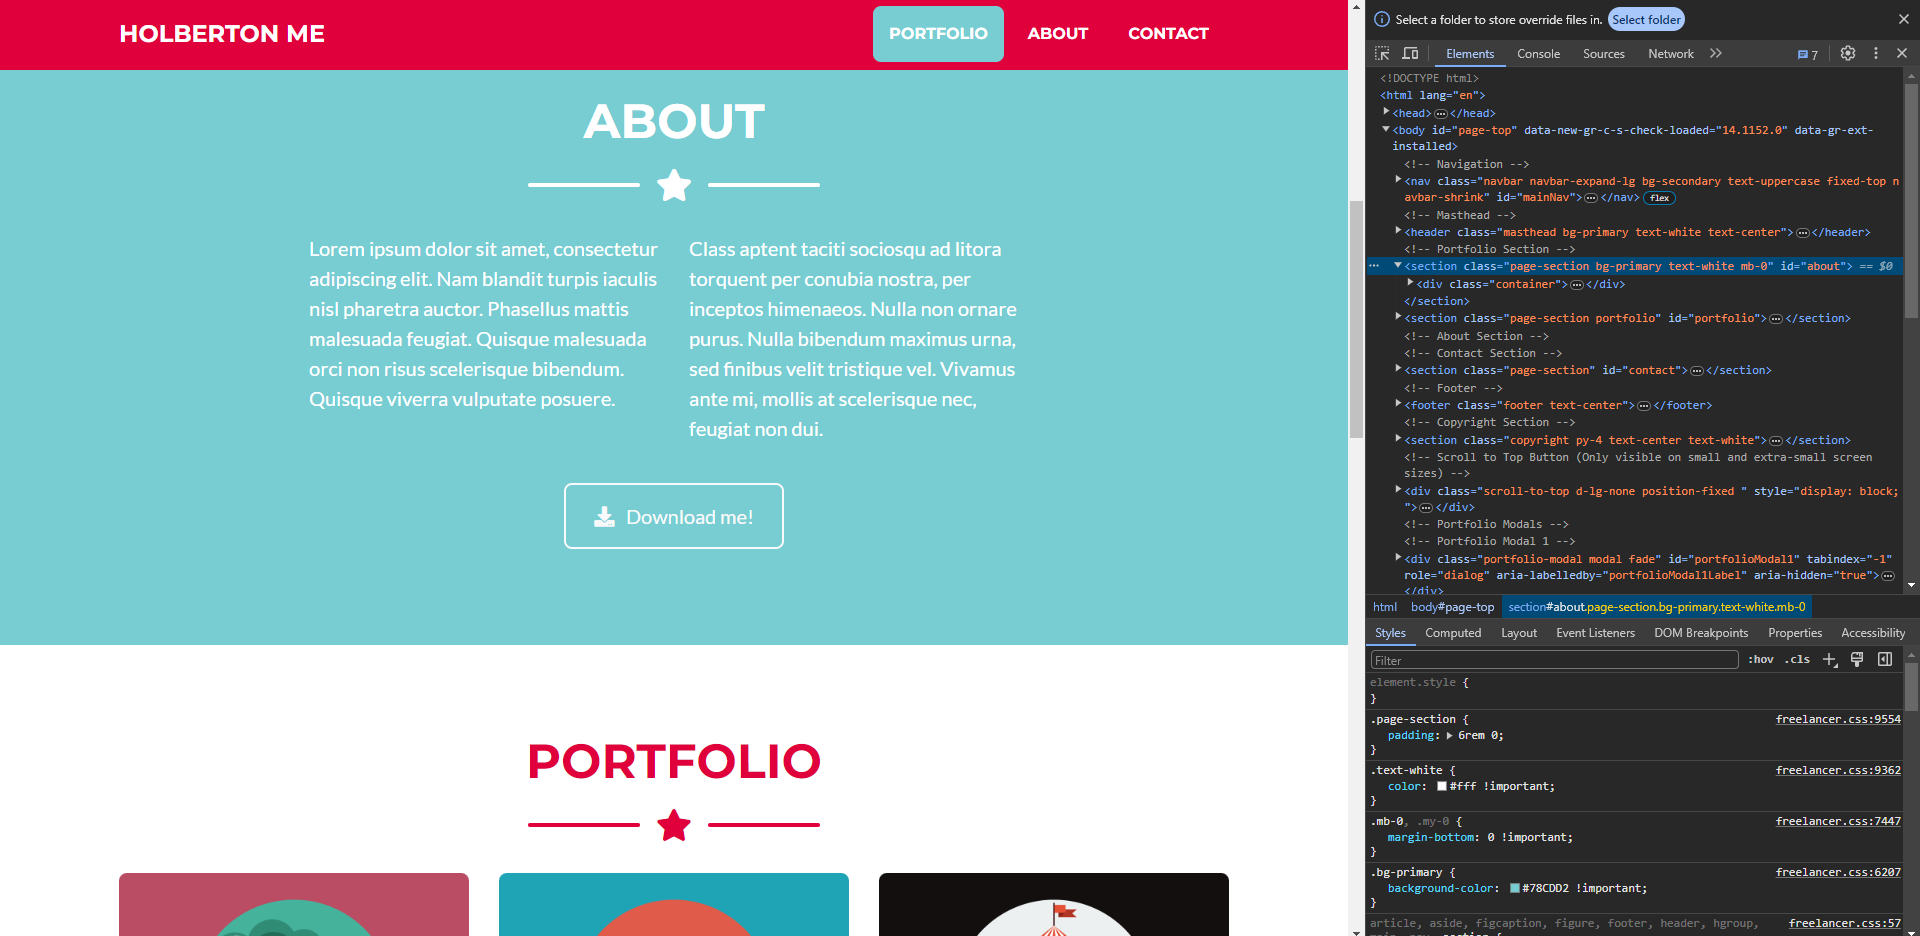 HOLBERTON ME
PORTFOLIO
ABOUT
CONTACT
ABOUT
Lorem ipsum dolor sit amet, consectetur
adipiscing elit. Nam blandit turpis iaculis
nisl pharetra auctor. Phasellus mattis
malesuada feugiat. Quisque malesuada
orci non risus scelerisque bibendum.
Quisque viverra vulputate posuere.
Class aptent taciti sociosqu ad litora
torquent per conubia nostra, per
inceptos himenaeos. Nulla non ornare
purus. Nulla bibendum maximus urna,
sed finibus velit tristique vel. Vivamus
ante mi, mollis at scelerisque nec,
feugiat non dui.
Download me!
PORTFOLIO
Select a folder to store override files in. Select folder
Elements Console Sources Network 7
<!DOCTYPE html>
<html lang="en">
<head> </head>
<body id="page-top" data-new-gr-c-s-check-loaded="14.1152.0" data-gr-ext-
installed>
<!-- Navigation -->
<nav class="navbar navbar-expand-lg bg-secondary text-uppercase fixed-top n
avbar-shrink" id="mainNav"> </nav> flex
<!-- Masthead -->
<header class="masthead bg-primary text-white text-center"> </header>
<!-- Portfolio Section -->
<section class="page-section bg-primary text-white mb-0" id="about"> == $0
<div class="container"> </div>
</section>
<section class="page-section portfolio" id="portfolio"> </section>
<!-- About Section -->
<!-- Contact Section -->
<section class="page-section" id="contact"> </section>
<!-- Footer -->
<footer class="footer text-center"> </footer>
<!-- Copyright Section -->
<section class="copyright py-4 text-center text-white"> </section>
<!-- Scroll to Top Button (Only visible on small and extra-small screen
sizes) -->
<div class="scroll-to-top d-lg-none position-fixed " style="display: block;
"> </div>
<!-- Portfolio Modals -->
<!-- Portfolio Modal 1 -->
<div class="portfolio-modal modal fade" id="portfolioModal1" tabindex="-1"
role="dialog" aria-labelledby="portfolioModal1Label" aria-hidden="true">
</div>
html body#page-top section#about.page-section.bg-primary.text-white.mb-0
Styles Computed Layout Event Listeners DOM Breakpoints Properties Accessibility
Filter :hov .cls
element.style {
}
.page-section { freelancer.css:9554
padding: 6rem 0;
}
.text-white { freelancer.css:9362
color: #fff !important;
}
.mb-0, .my-0 { freelancer.css:7447
margin-bottom: 0 !important;
}
.bg-primary { freelancer.css:6207
background-color: #78CDD2 !important;
}
article, aside, figcaption, figure, footer, header, hgroup, freelancer.css:57
main, nav, section {